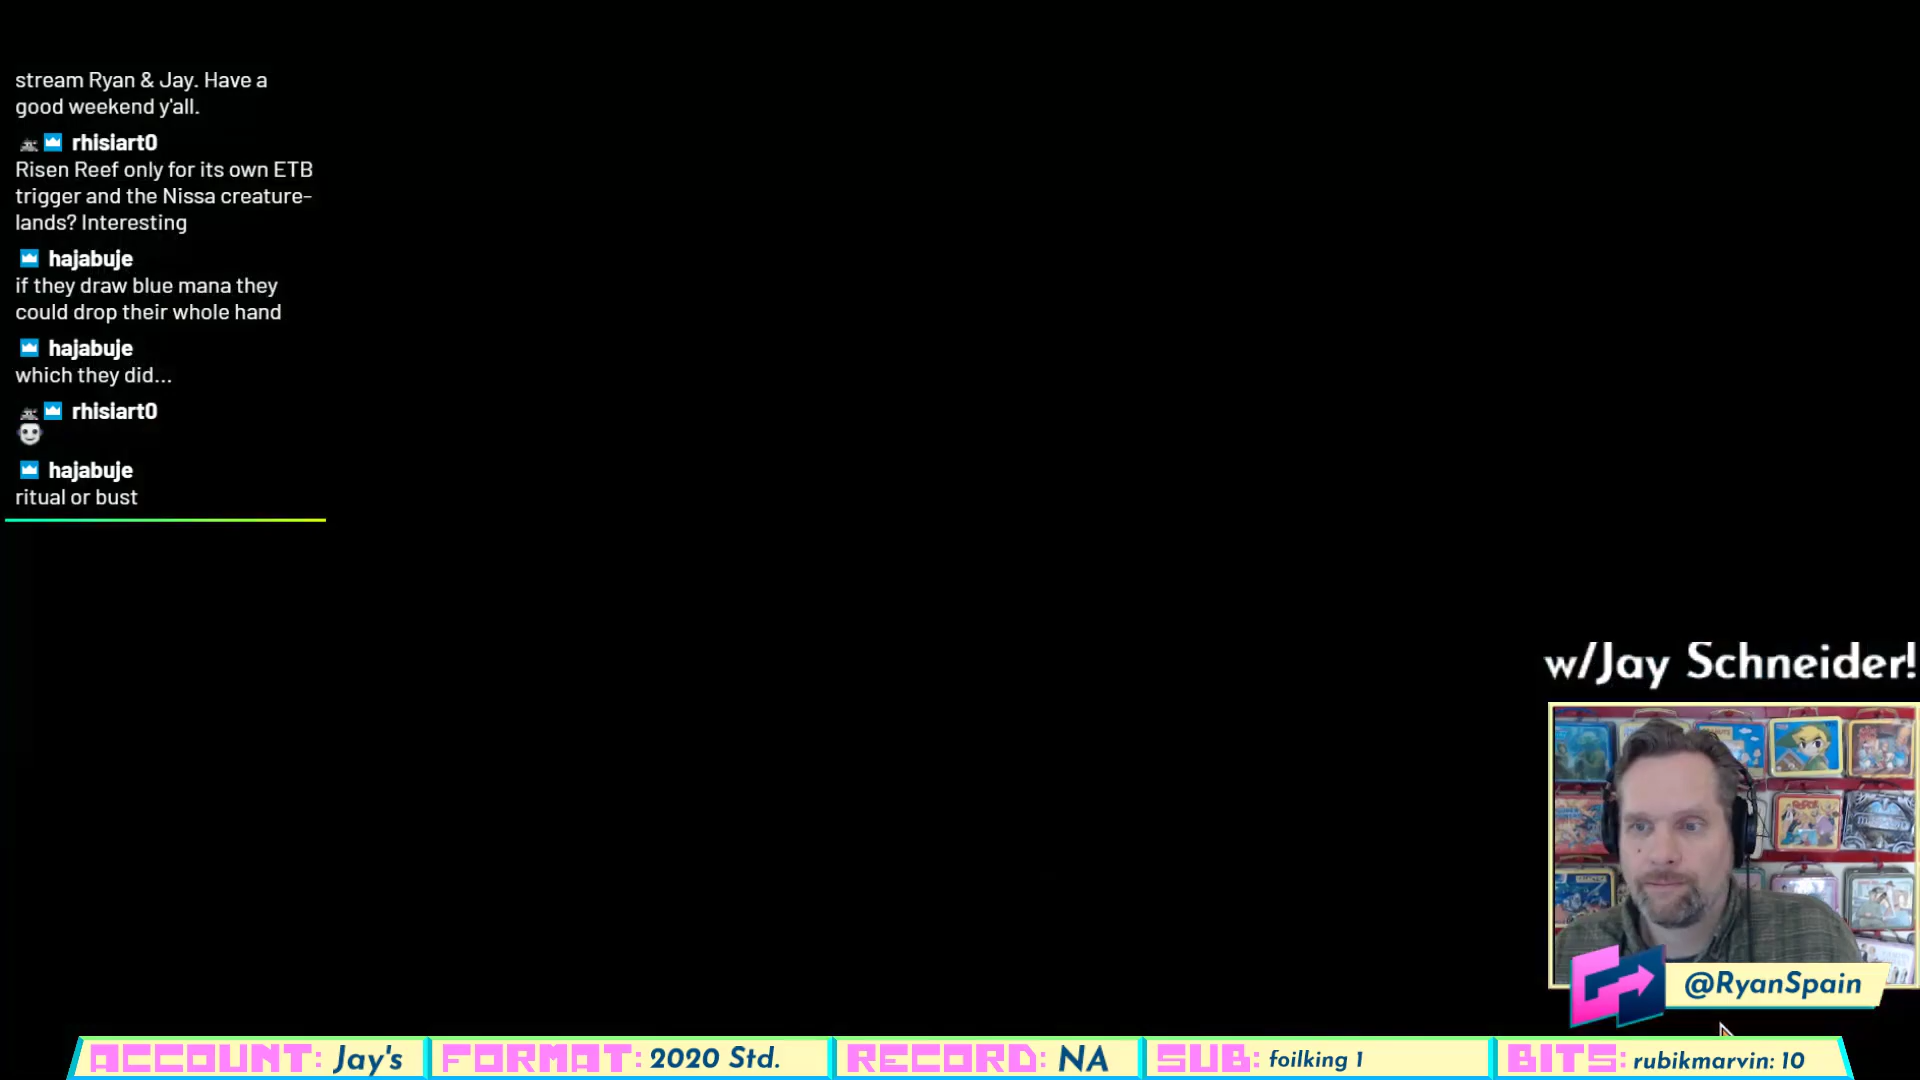 stream Ryan & Jay. Have a
good weekend y'all.
rhisiart0
Risen Reef only for its own ETB
trigger and the Nissa creature-
lands? Interesting
hajabuje
if they draw blue mana they
could drop their whole hand
hajabuje
which they did...
rhisiart0
hajabuje
ritual or bust
w/Jay Schneider!
@RyanSpain
ACCOUNT: Jay's
FORMAT: 2020 Std.
RECORD: NA
SUB: foilking 1
BITS: rubikmarvin: 10